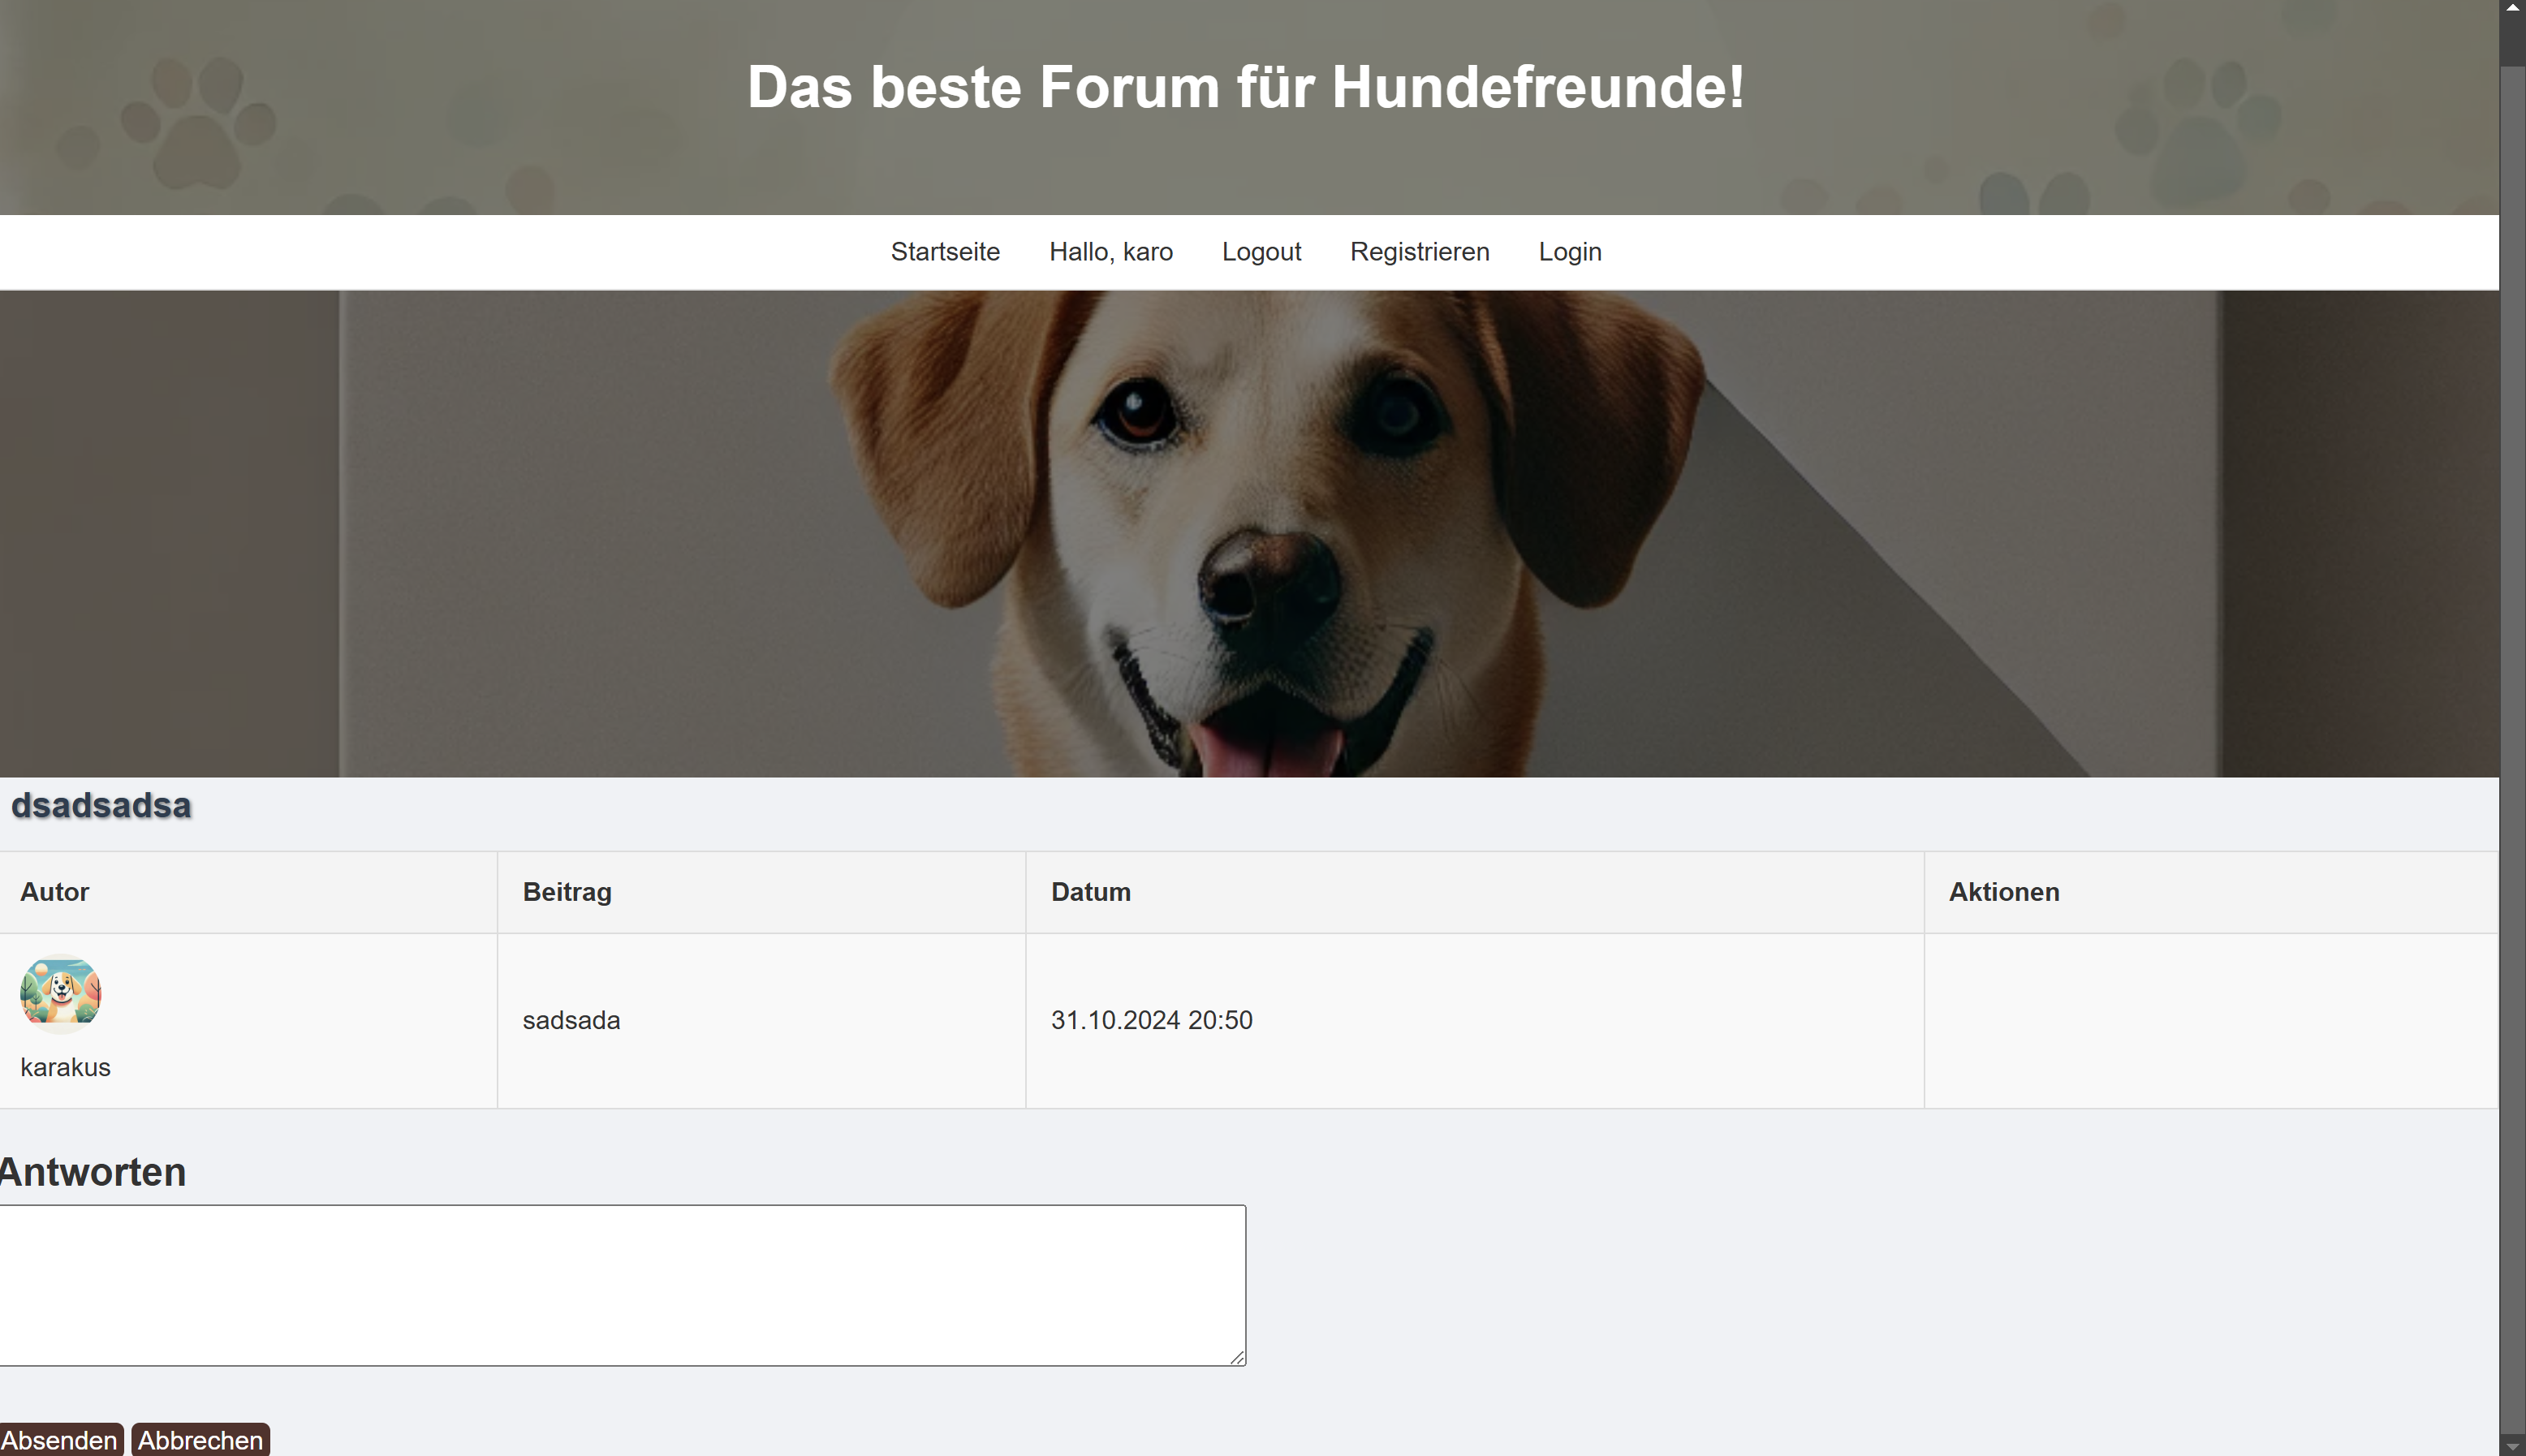 Das beste Forum für Hundefreunde!
Startseite Hallo, karo Logout Registrieren Login
dsadsadsa
Autor Beitrag Datum Aktionen
karakus sadsada 31.10.2024 20:50
Antworten
Absenden Abbrechen